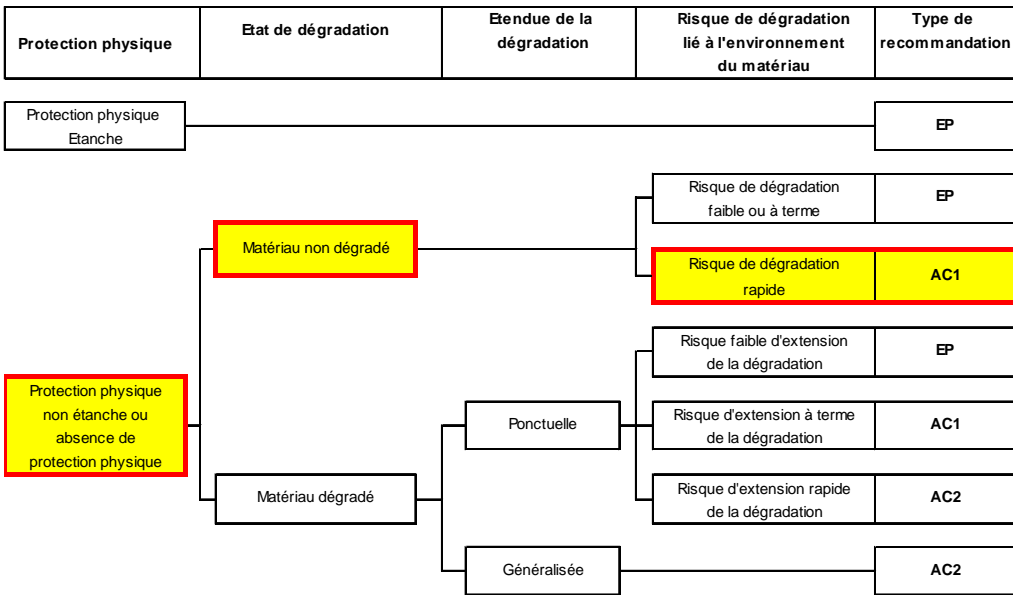 Protection physique
Etat de dégradation
Etendue de la
dégradation
Risque de dégradation
lié à l'environnement
du matériau
Type de
recommandation
Protection physique
Etanche
EP
Risque de dégradation
faible ou à terme
EP
Matériau non dégradé
Risque de dégradation
rapide
AC1
Risque faible d'extension
de la dégradation
EP
Protection physique
non étanche ou
absence de
protection physique
Ponctuelle
Risque d'extension à terme
de la dégradation
AC1
Matériau dégradé
Risque d'extension rapide
de la dégradation
AC2
Généralisée
AC2